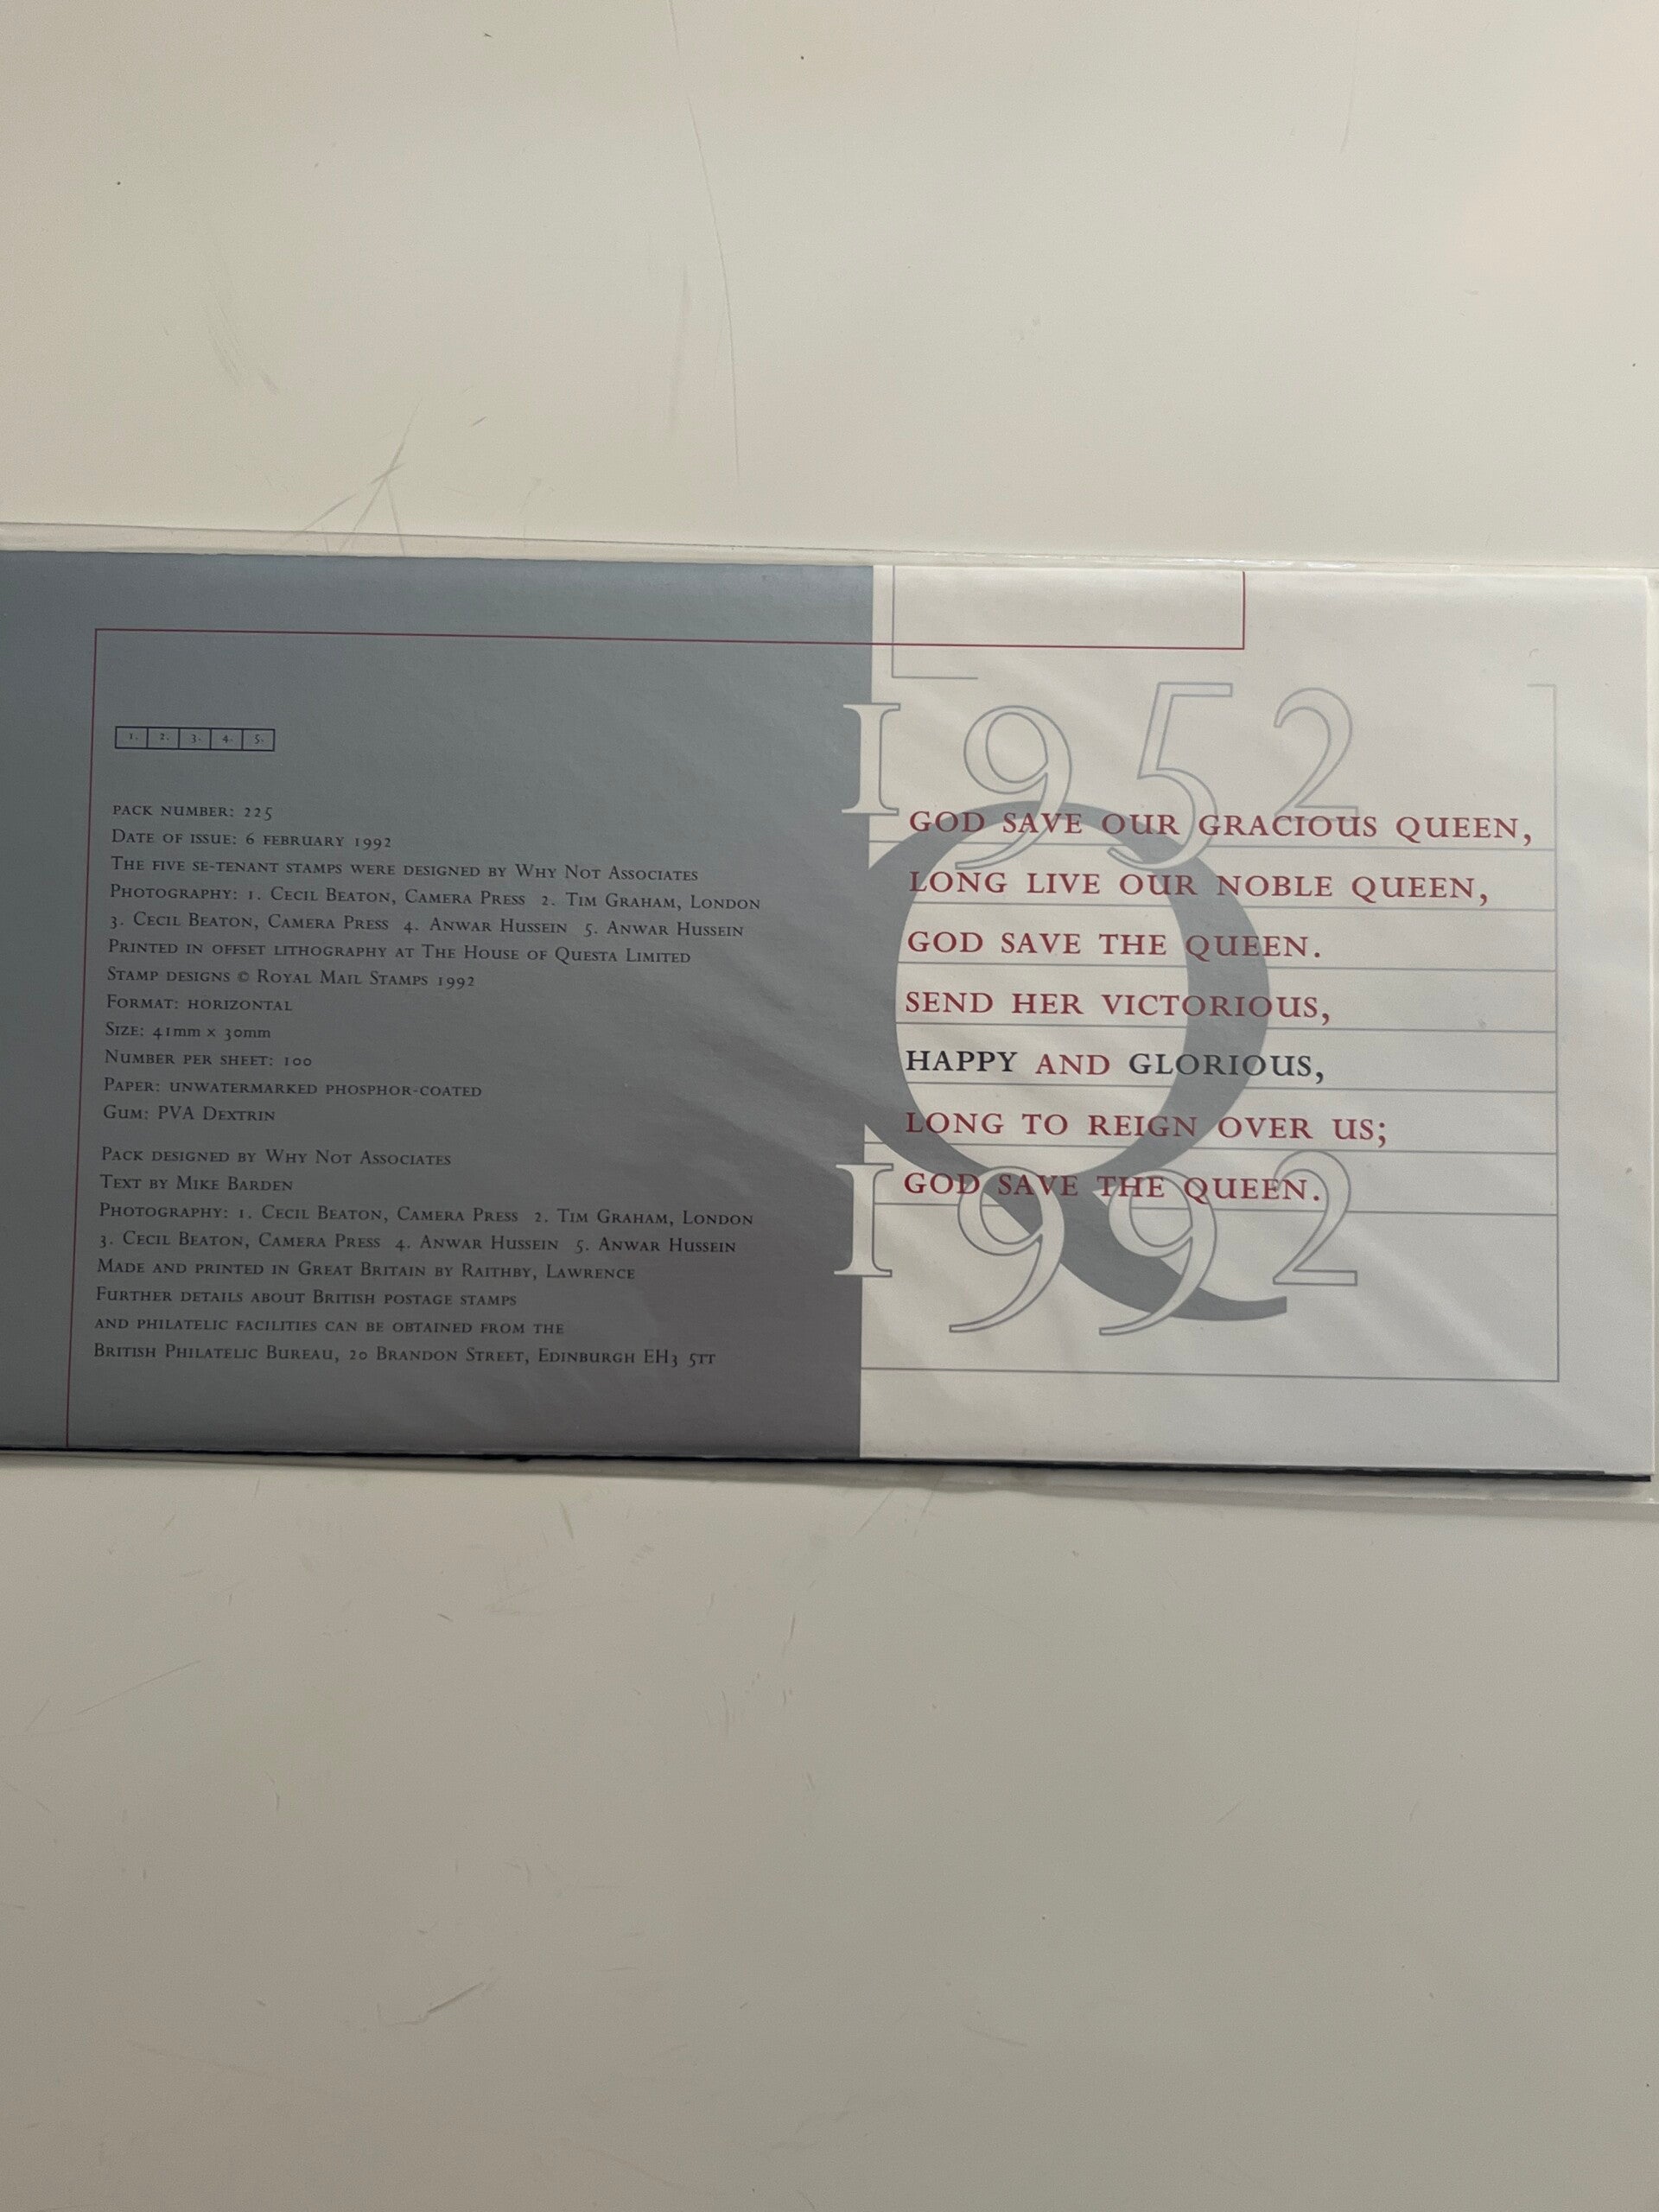 1. 2. 3. 4. 5.
PACK NUMBER: 225
DATE OF ISSUE: 6 FEBRUARY 1992
THE FIVE SE-TENANT STAMPS WERE DESIGNED BY WHY NOT ASSOCIATES
PHOTOGRAPHY: 1. CECIL BEATON, CAMERA PRESS 2. TIM GRAHAM, LONDON
3. CECIL BEATON, CAMERA PRESS 4. ANWAR HUSSEIN 5. ANWAR HUSSEIN
PRINTED IN OFFSET LITHOGRAPHY AT THE HOUSE OF QUESTA LIMITED
STAMP DESIGNS © ROYAL MAIL STAMPS 1992
FORMAT: HORIZONTAL
SIZE: 41mm x 30mm
NUMBER PER SHEET: 100
PAPER: UNWATERMARKED PHOSPHOR-COATED
GUM: PVA DEXTRIN
PACK DESIGNED BY WHY NOT ASSOCIATES
TEXT BY MIKE BARDEN
PHOTOGRAPHY: 1. CECIL BEATON, CAMERA PRESS 2. TIM GRAHAM, LONDON
3. CECIL BEATON, CAMERA PRESS 4. ANWAR HUSSEIN 5. ANWAR HUSSEIN
MADE AND PRINTED IN GREAT BRITAIN BY RAITHBY, LAWRENCE
FURTHER DETAILS ABOUT BRITISH POSTAGE STAMPS
AND PHILATELIC FACILITIES CAN BE OBTAINED FROM THE
BRITISH PHILATELIC BUREAU, 20 BRANDON STREET, EDINBURGH EH3 5TT
1952
Q
GOD SAVE OUR GRACIOUS QUEEN,
LONG LIVE OUR NOBLE QUEEN,
GOD SAVE THE QUEEN.
SEND HER VICTORIOUS,
HAPPY AND GLORIOUS,
LONG TO REIGN OVER US;
GOD SAVE THE QUEEN.
1992